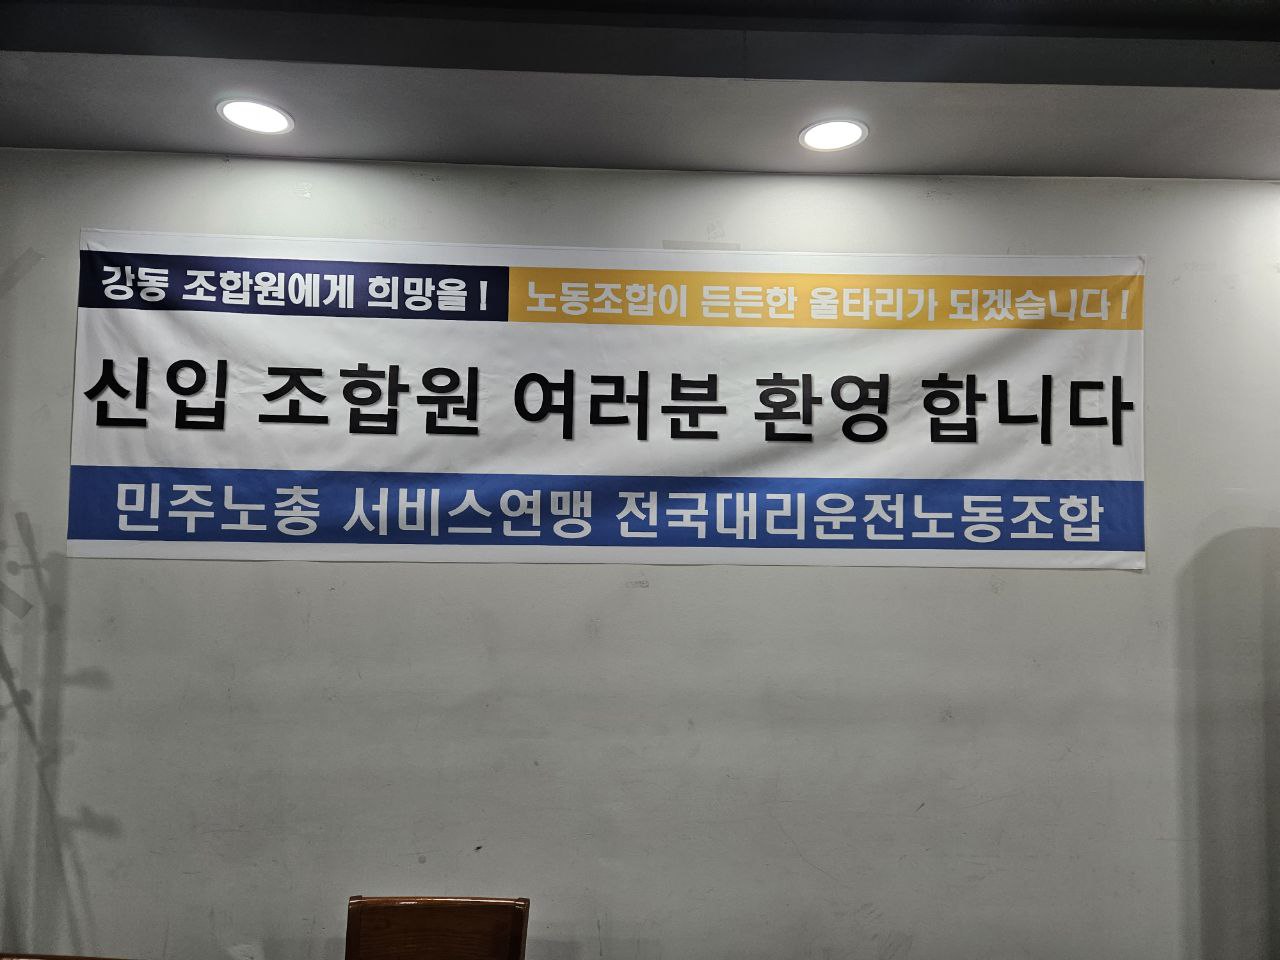 강동 조합원에게 희망을! 노동조합이 든든한 울타리가 되겠습니다!
신입 조합원 여러분 환영 합니다
민주노총 서비스연맹 전국대리운전노동조합